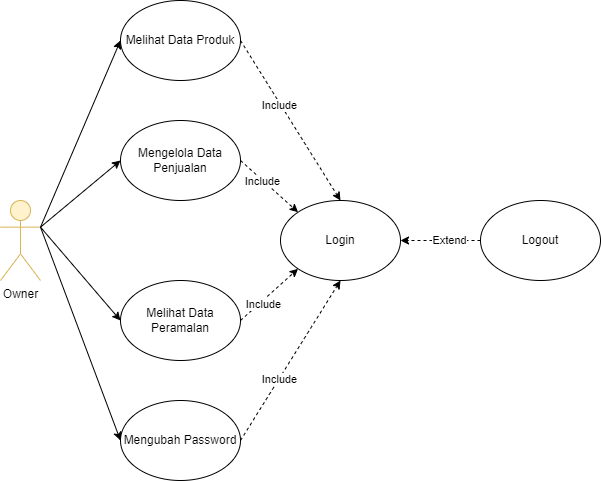 Melihat Data Produk
Include
Mengelola Data
Penjualan
Include
Owner
Login
Extend
Logout
Melihat Data
Peramalan
Include
Include
Mengubah Password